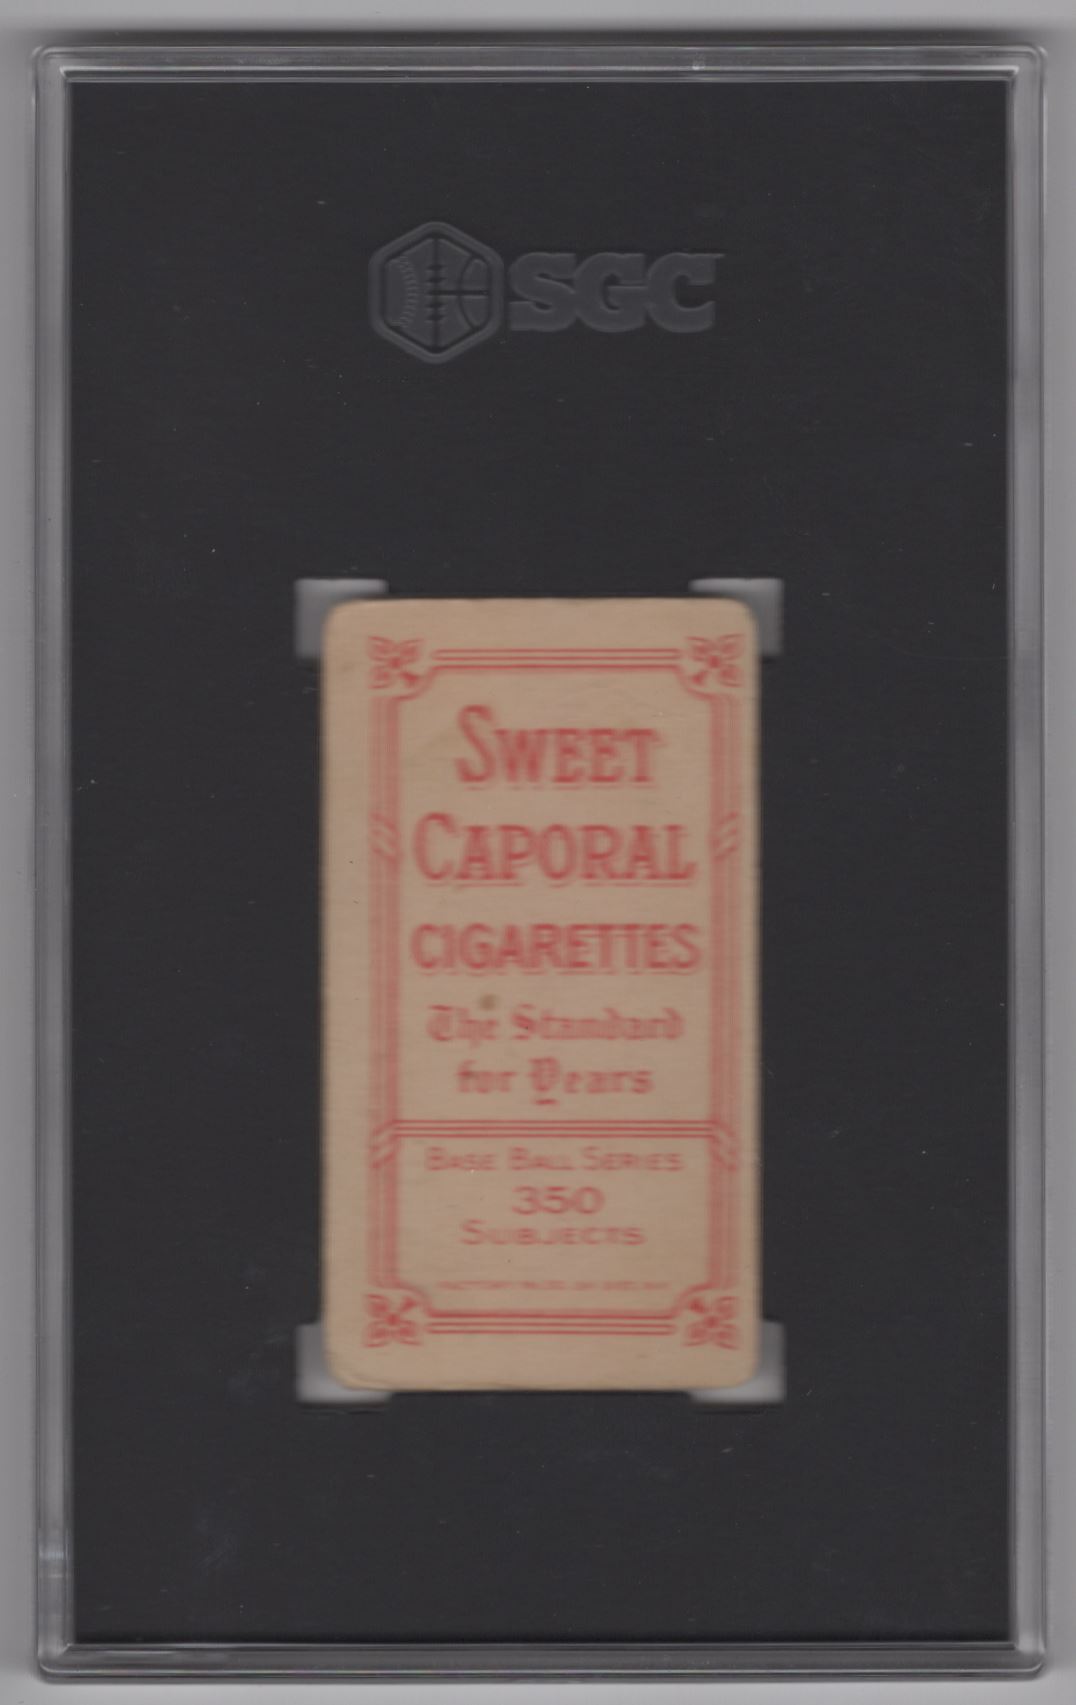 SGC
SWEET
CAPORAL
CIGARETTES
The Standard
for Years
BASE BALL SERIES
350
SUBJECTS